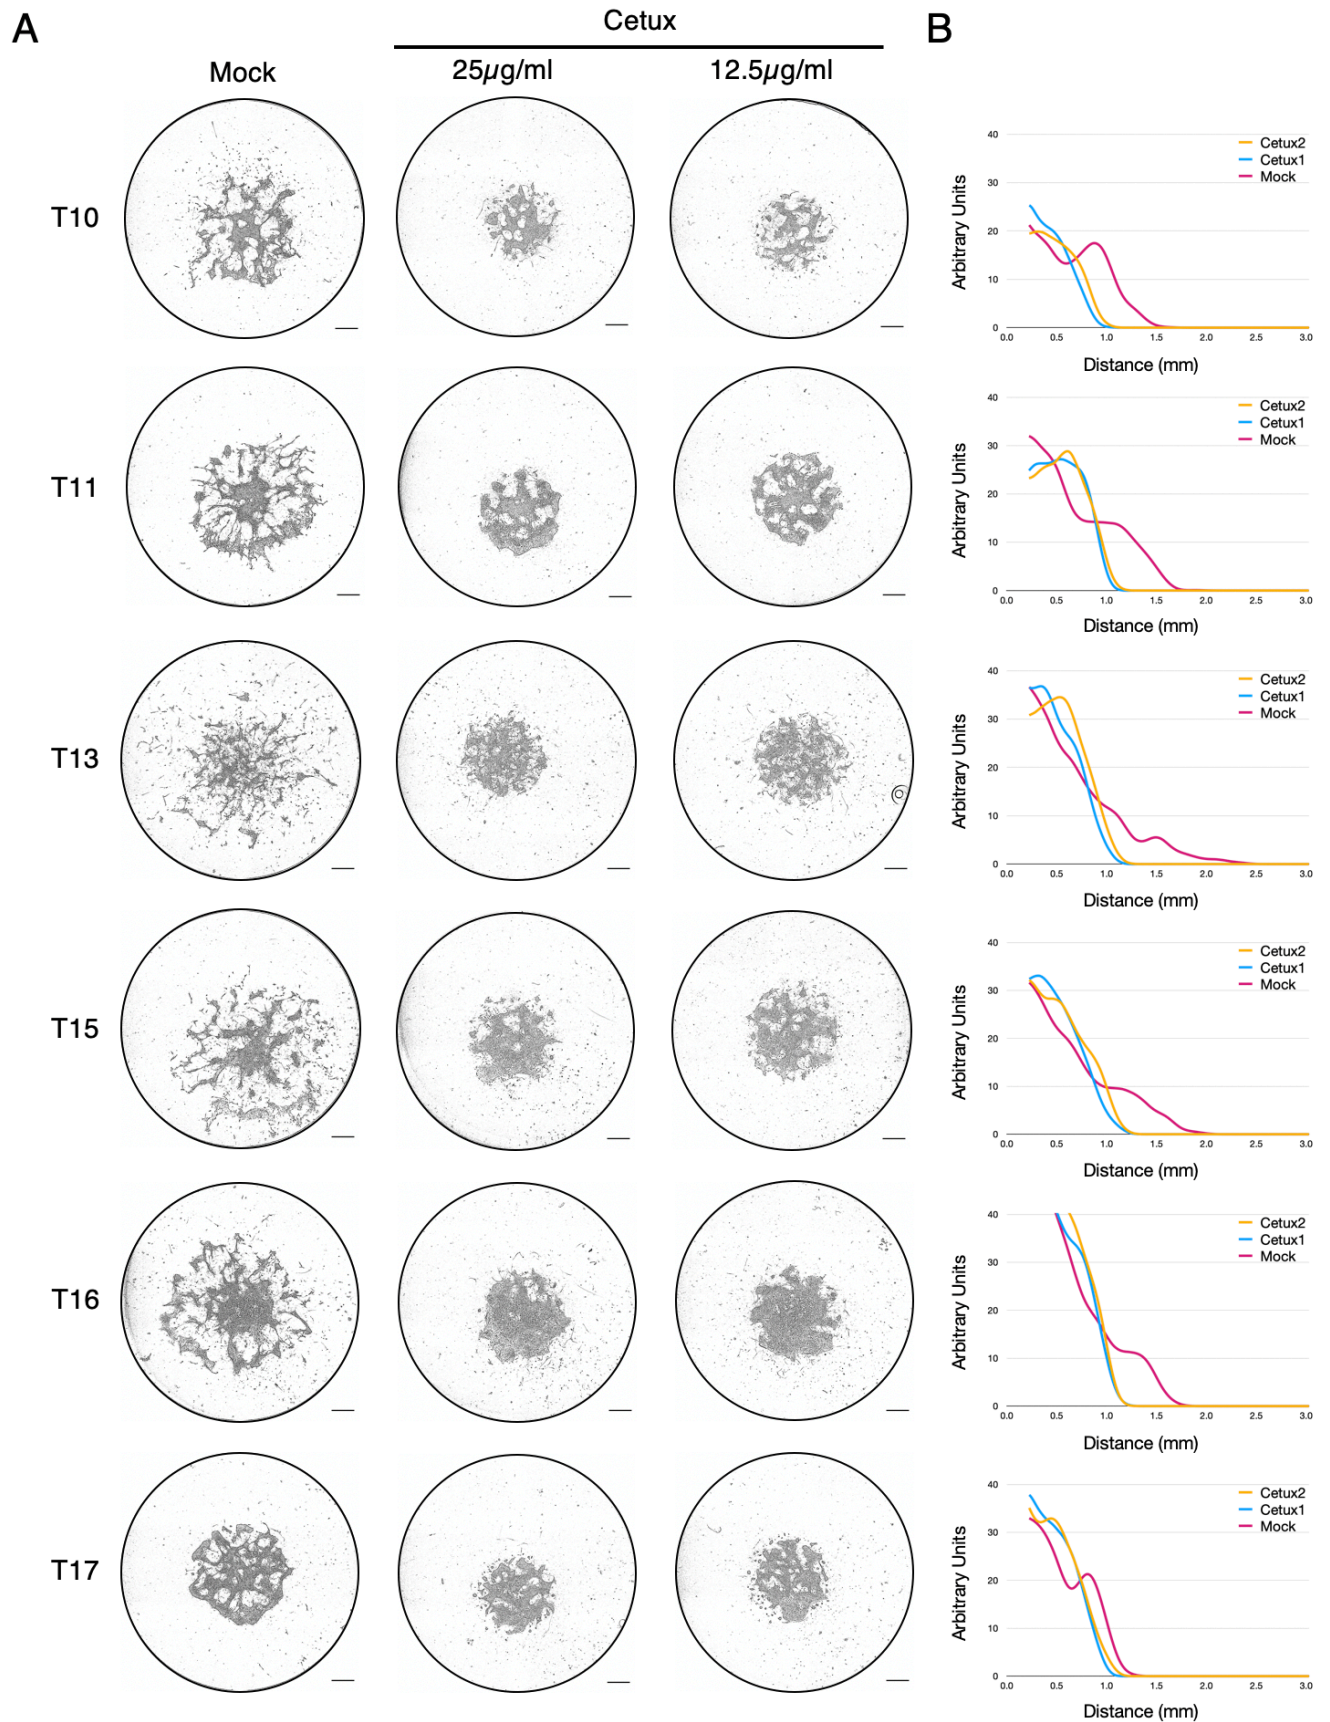 A
B
Cetux
Mock
25µg/ml
12.5µg/ml
T10
40
30
20
10
0
Arbitrary Units
Cetux2
Cetux1
Mock
0.0 0.5 1.0 1.5 2.0 2.5 3.0
Distance (mm)
T11
40
30
20
10
0
Arbitrary Units
Cetux2
Cetux1
Mock
0.0 0.5 1.0 1.5 2.0 2.5 3.0
Distance (mm)
T13
40
30
20
10
0
Arbitrary Units
Cetux2
Cetux1
Mock
0.0 0.5 1.0 1.5 2.0 2.5 3.0
Distance (mm)
T15
40
30
20
10
0
Arbitrary Units
Cetux2
Cetux1
Mock
0.0 0.5 1.0 1.5 2.0 2.5 3.0
Distance (mm)
T16
40
30
20
10
0
Arbitrary Units
Cetux2
Cetux1
Mock
0.0 0.5 1.0 1.5 2.0 2.5 3.0
Distance (mm)
T17
40
30
20
10
0
Arbitrary Units
Cetux2
Cetux1
Mock
0.0 0.5 1.0 1.5 2.0 2.5 3.0
Distance (mm)